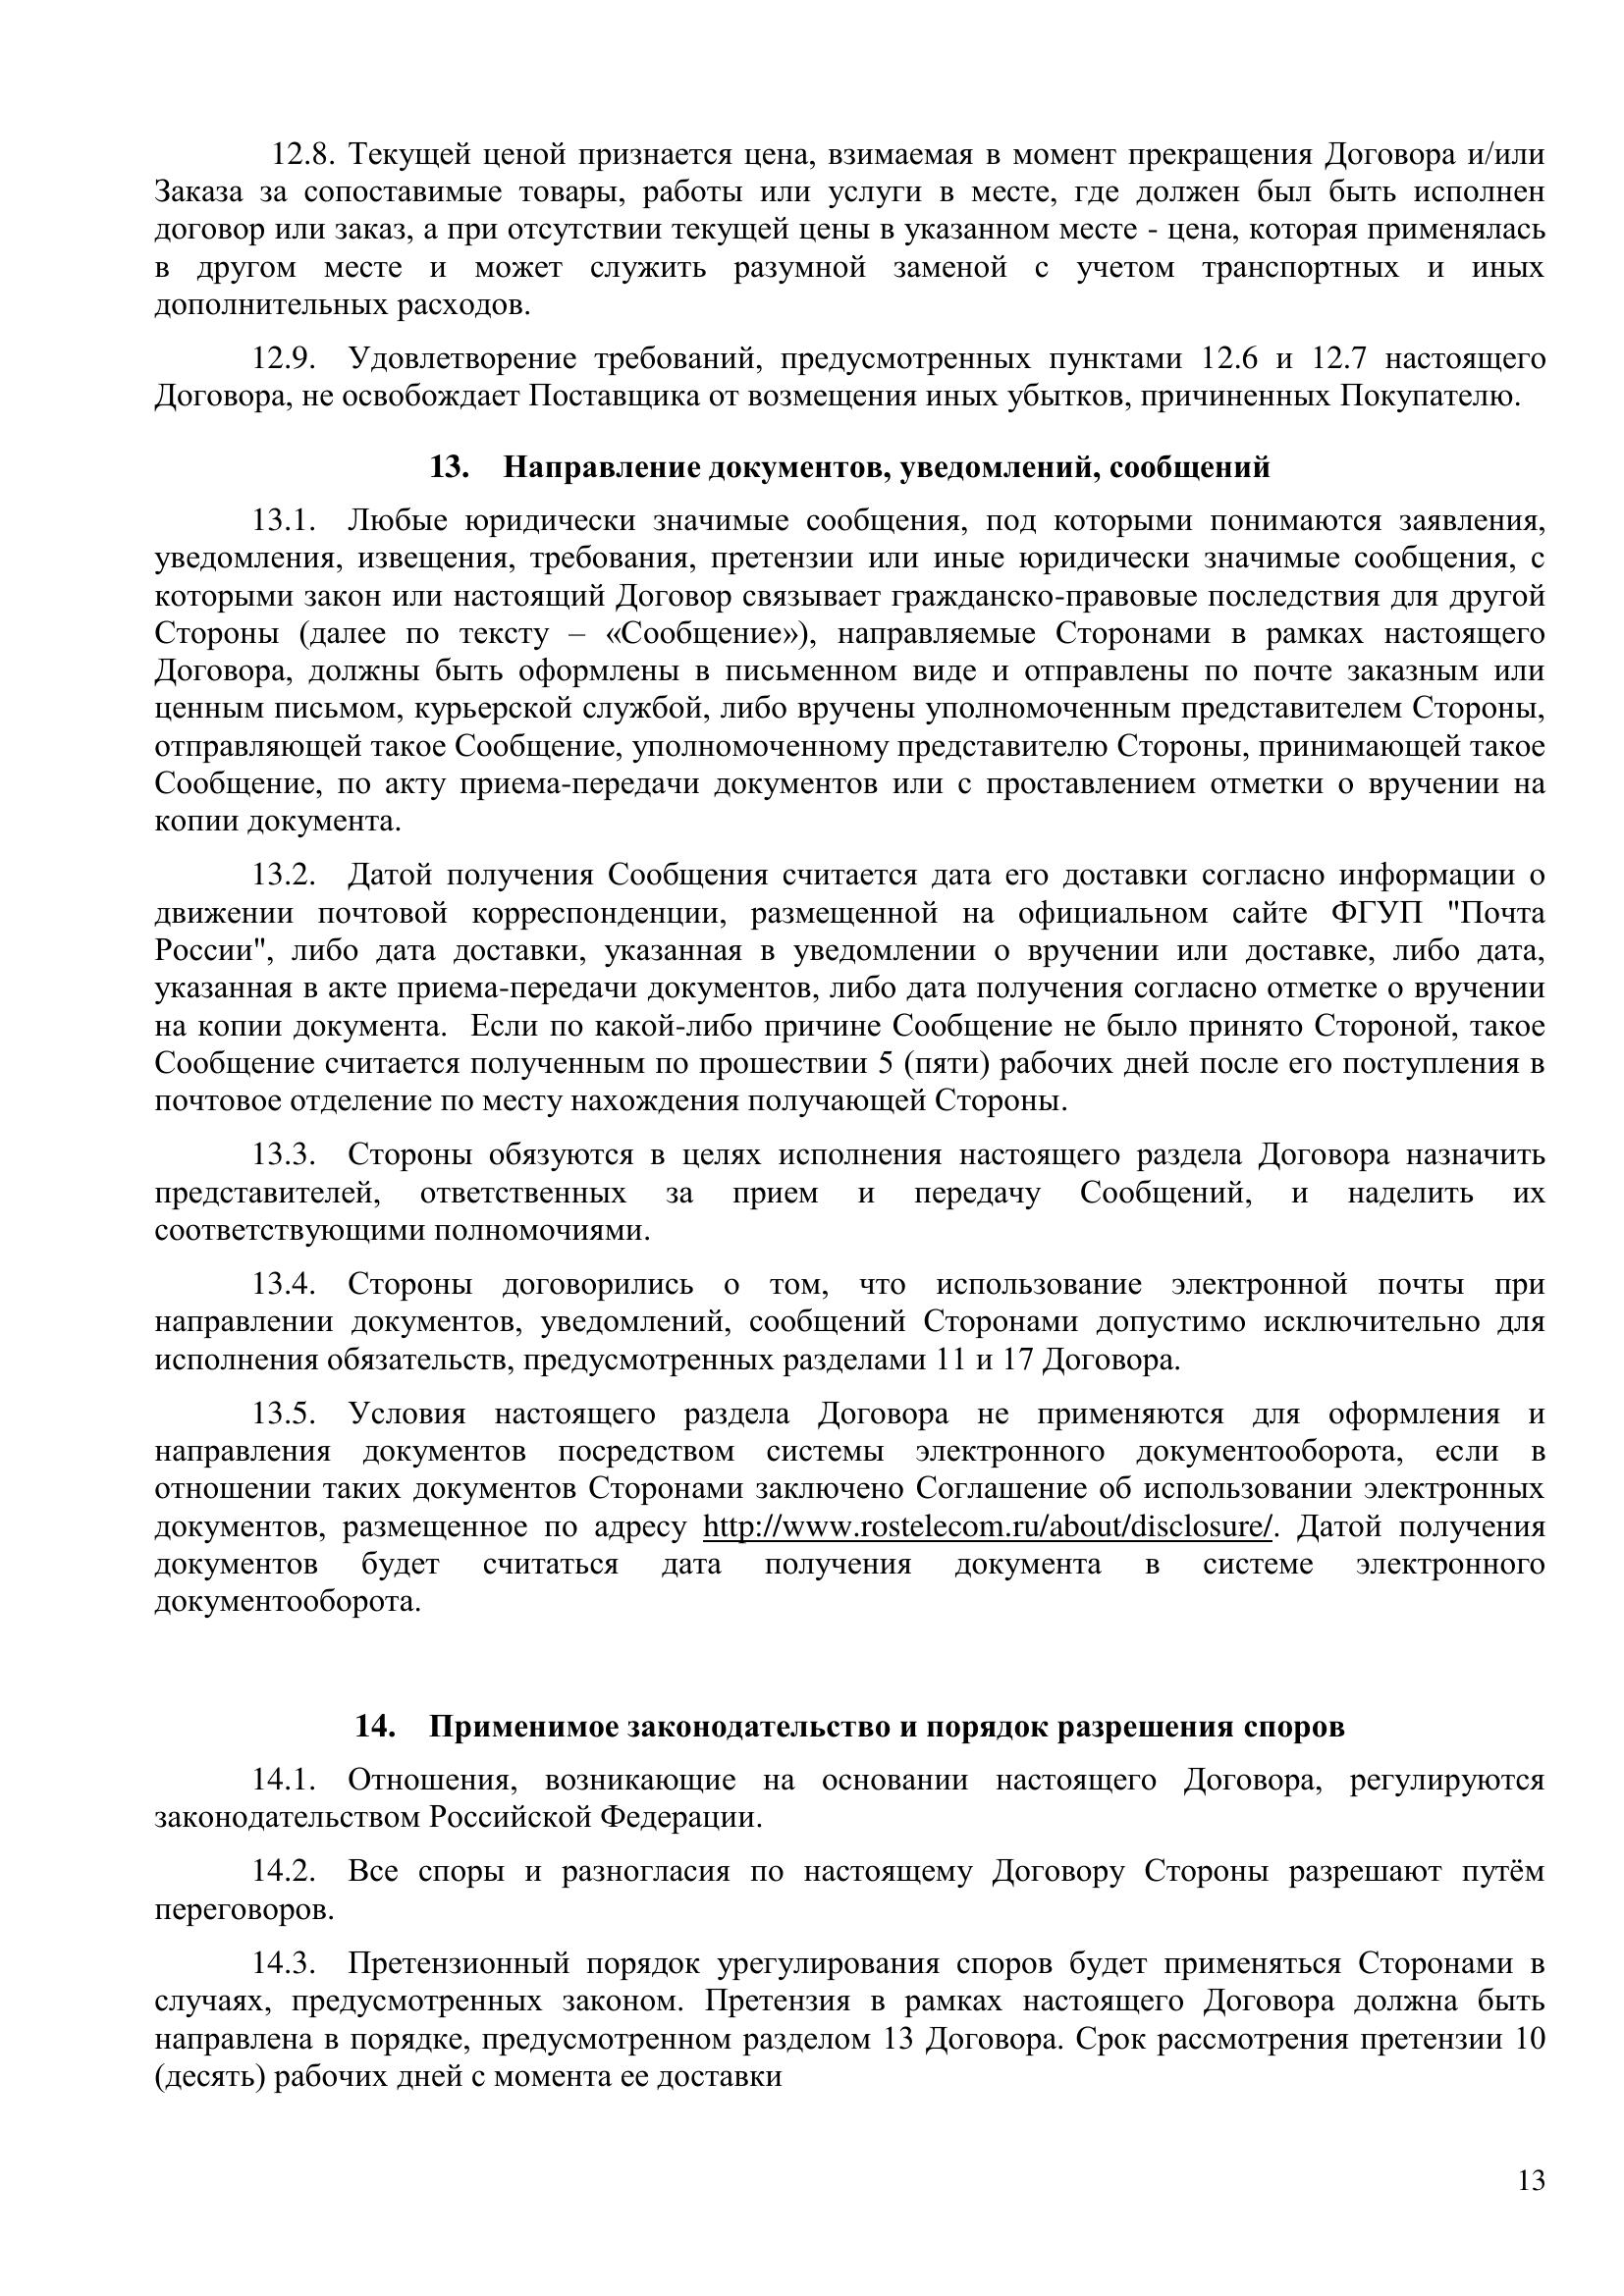 12.8. Текущей ценой признается цена, взимаемая в момент прекращения Договора и/или
Заказа за сопоставимые товары, работы или услуги в месте, где должен был быть исполнен
договор или заказ, а при отсутствии текущей цены в указанном месте - цена, которая применялась
в другом месте и может служить разумной заменой с учетом транспортных и иных
дополнительных расходов.
12.9. Удовлетворение требований, предусмотренных пунктами 12.6 и 12.7 настоящего
Договора, не освобождает Поставщика от возмещения иных убытков, причиненных Покупателю.
13. Направление документов, уведомлений, сообщений
13.1. Любые юридически значимые сообщения, под которыми понимаются заявления,
уведомления, извещения, требования, претензии или иные юридически значимые сообщения, с
которыми закон или настоящий Договор связывает гражданско-правовые последствия для другой
Стороны (далее по тексту – «Сообщение»), направляемые Сторонами в рамках настоящего
Договора, должны быть оформлены в письменном виде и отправлены по почте заказным или
ценным письмом, курьерской службой, либо вручены уполномоченным представителем Стороны,
отправляющей такое Сообщение, уполномоченному представителю Стороны, принимающей такое
Сообщение, по акту приема-передачи документов или с проставлением отметки о вручении на
копии документа.
13.2. Датой получения Сообщения считается дата его доставки согласно информации о
движении почтовой корреспонденции, размещенной на официальном сайте ФГУП "Почта
России", либо дата доставки, указанная в уведомлении о вручении или доставке, либо дата,
указанная в акте приема-передачи документов, либо дата получения согласно отметке о вручении
на копии документа. Если по какой-либо причине Сообщение не было принято Стороной, такое
Сообщение считается полученным по прошествии 5 (пяти) рабочих дней после его поступления в
почтовое отделение по месту нахождения получающей Стороны.
13.3. Стороны обязуются в целях исполнения настоящего раздела Договора назначить
представителей, ответственных за прием и передачу Сообщений, и наделить их
соответствующими полномочиями.
13.4. Стороны договорились о том, что использование электронной почты при
направлении документов, уведомлений, сообщений Сторонами допустимо исключительно для
исполнения обязательств, предусмотренных разделами 11 и 17 Договора.
13.5. Условия настоящего раздела Договора не применяются для оформления и
направления документов посредством системы электронного документооборота, если в
отношении таких документов Сторонами заключено Соглашение об использовании электронных
документов, размещенное по адресу http://www.rostelecom.ru/about/disclosure/. Датой получения
документов будет считаться дата получения документа в системе электронного
документооборота.
14. Применимое законодательство и порядок разрешения споров
14.1. Отношения, возникающие на основании настоящего Договора, регулируются
законодательством Российской Федерации.
14.2. Все споры и разногласия по настоящему Договору Стороны разрешают путём
переговоров.
14.3. Претензионный порядок урегулирования споров будет применяться Сторонами в
случаях, предусмотренных законом. Претензия в рамках настоящего Договора должна быть
направлена в порядке, предусмотренном разделом 13 Договора. Срок рассмотрения претензии 10
(десять) рабочих дней с момента ее доставки
13